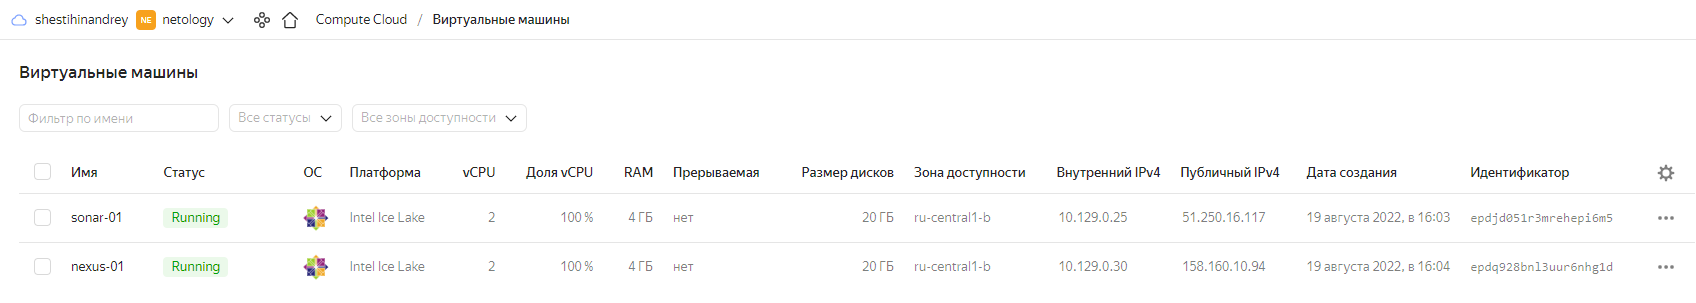 shestihinandrey NE netology Compute Cloud / Виртуальные машины
Виртуальные машины
Фильтр по имени Все статусы Все зоны доступности
Имя Статус ОС Платформа vCPU Доля vCPU RAM Прерываемая Размер дисков Зона доступности Внутренний IPv4 Публичный IPv4 Дата создания Идентификатор
sonar-01 Running Intel Ice Lake 2 100 % 4 ГБ нет 20 ГБ ru-central1-b 10.129.0.25 51.250.16.117 19 августа 2022, в 16:03 epdjd051r3mrehepi6m5
nexus-01 Running Intel Ice Lake 2 100 % 4 ГБ нет 20 ГБ ru-central1-b 10.129.0.30 158.160.10.94 19 августа 2022, в 16:04 epdq928bnl3uur6nhg1d